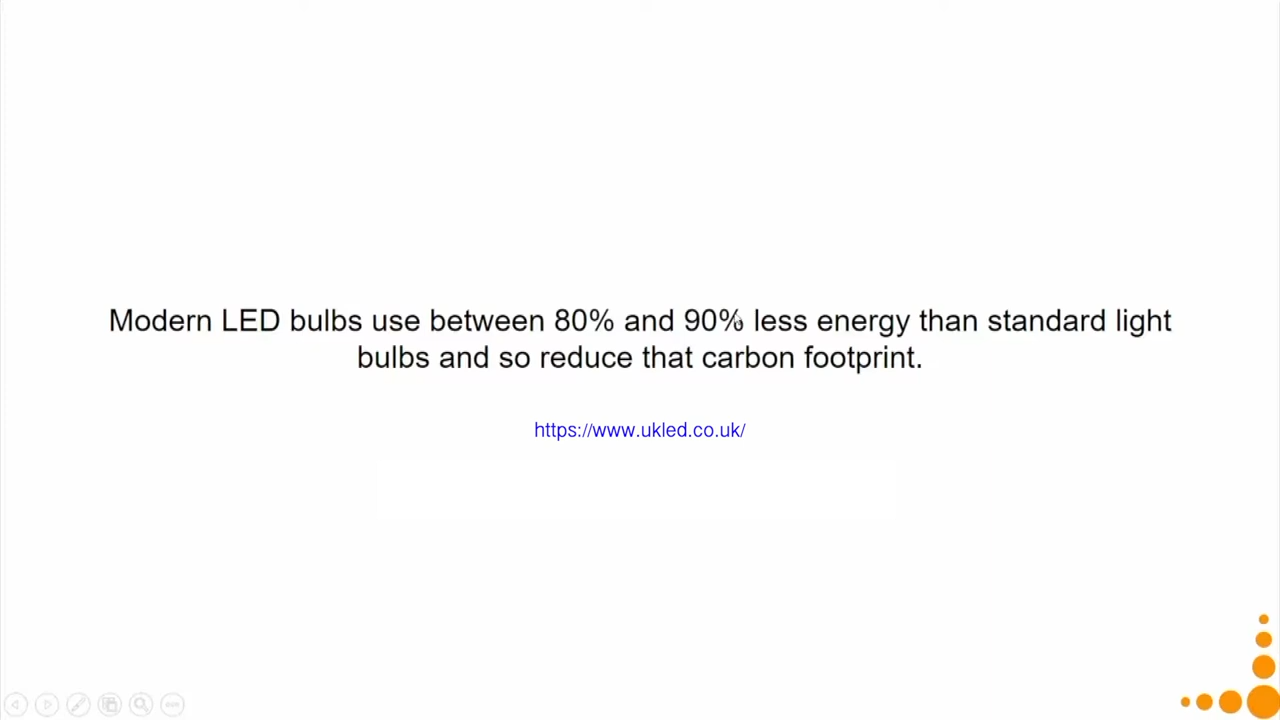 Modern LED bulbs use between 80% and 90% less energy than standard light
bulbs and so reduce that carbon footprint.
https://www.ukled.co.uk/